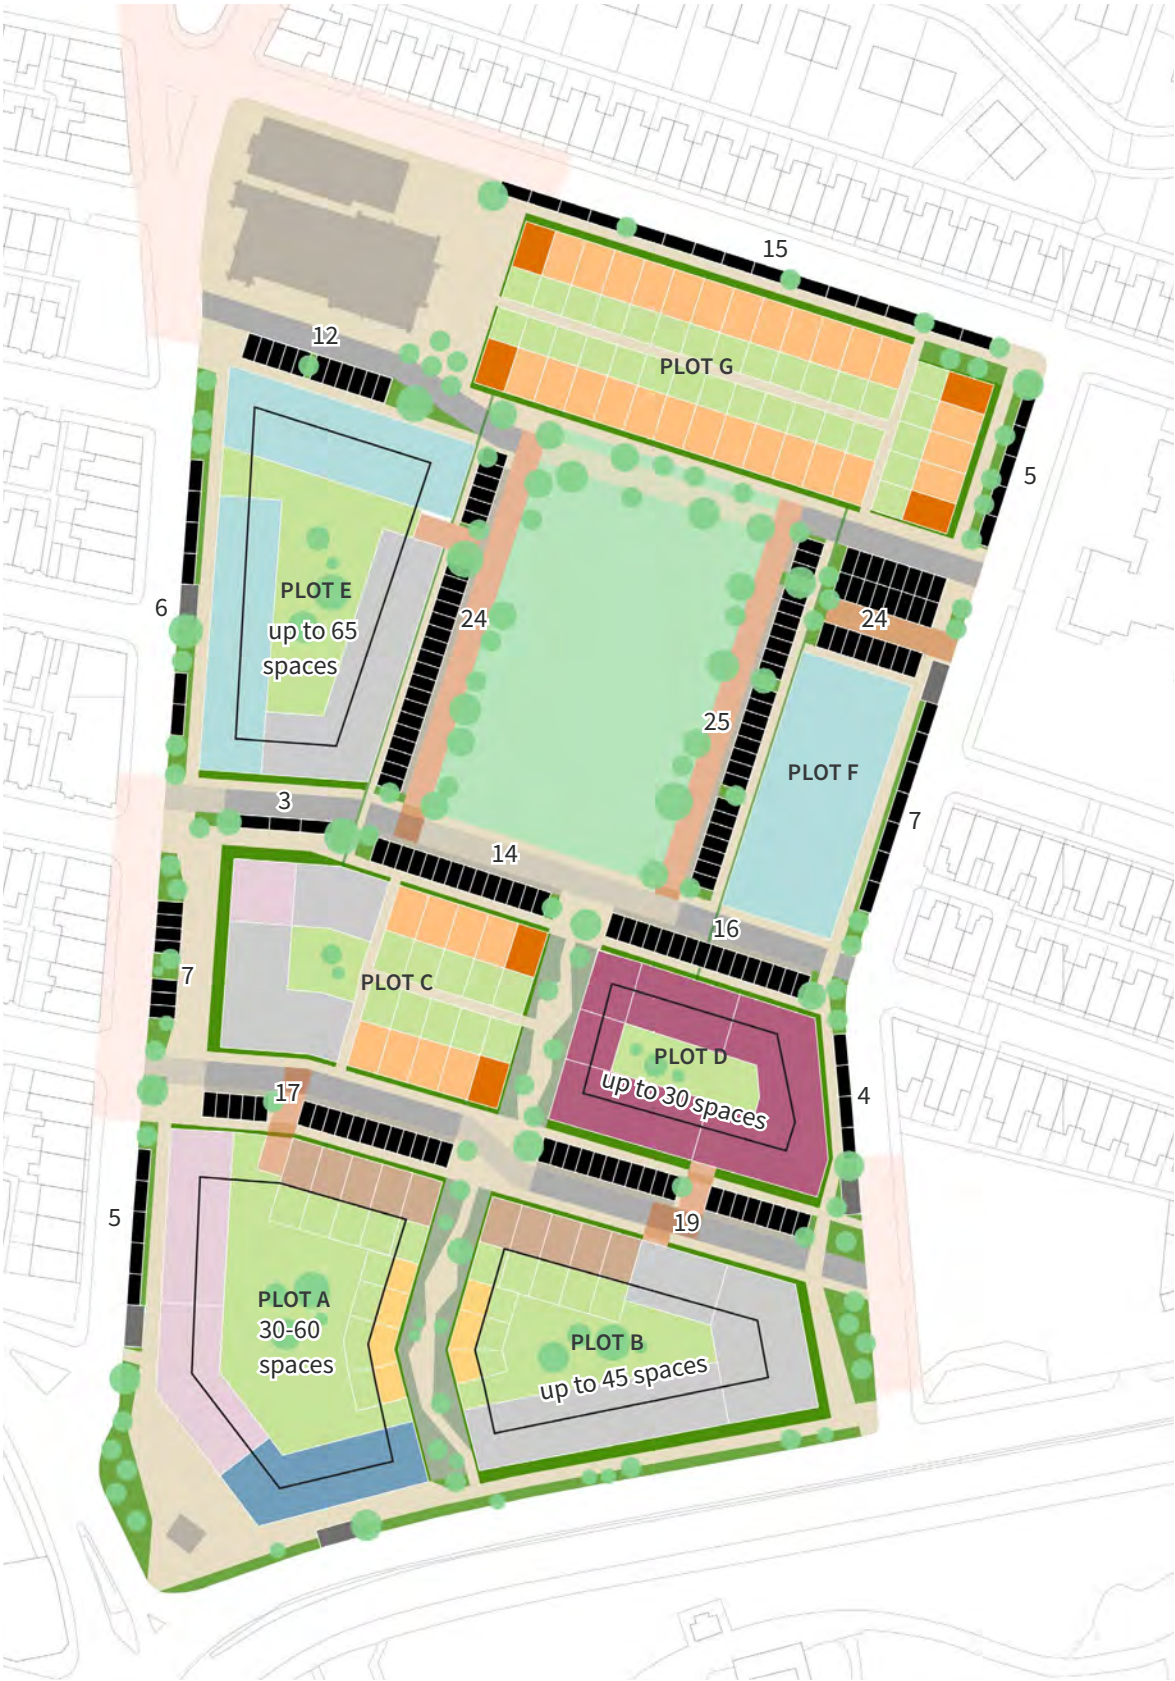 15
12
PLOT G
5
PLOT E
up to 65
spaces
6
24
24
25
PLOT F
3
14
7
16
PLOT C
7
PLOT D
up to 30 spaces
17
4
5
19
PLOT A
30-60
spaces
PLOT B
up to 45 spaces